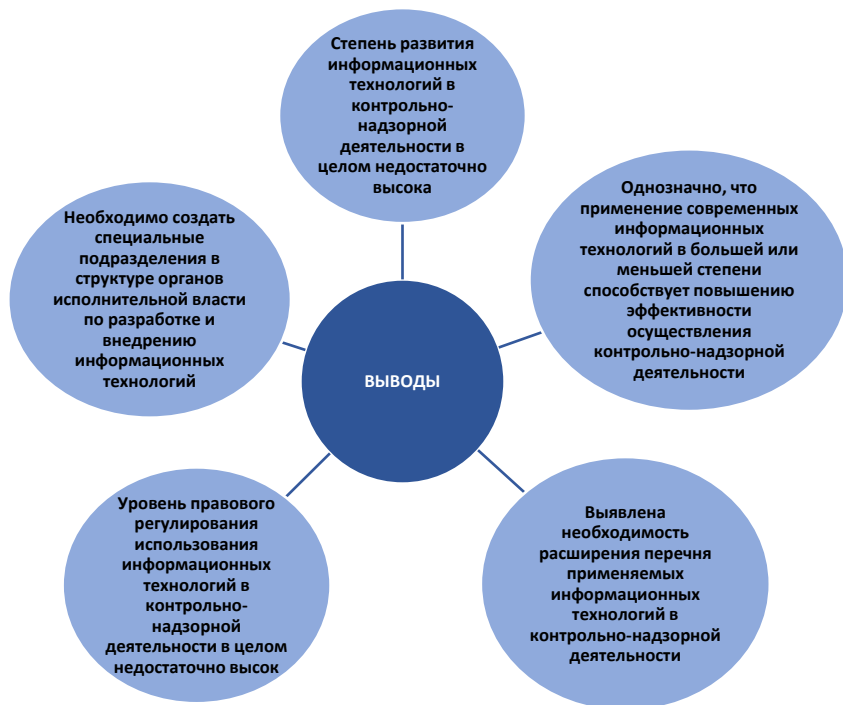 Степень развития
информационных
технологий в
контрольно-
надзорной
деятельности в
целом недостаточно
высока
Однозначно, что
применение современных
информационных
технологий в большей или
меньшей степени
способствует повышению
эффективности
осуществления
контрольно-надзорной
деятельности
Выявлена
необходимость
расширения перечня
применяемых
информационных
технологий в
контрольно-надзорной
деятельности
Уровень правового
регулирования
использования
информационных
технологий в
контрольно-
надзорной
деятельности в целом
недостаточно высок
Необходимо создать
специальные
подразделения в
структуре органов
исполнительной власти
по разработке и
внедрению
информационных
технологий
ВЫВОДЫ